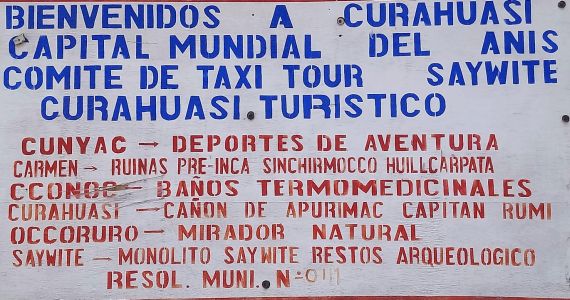 BIENVENIDOS A CURAHUASI
CAPITAL MUNDIAL DEL ANIS
COMITE DE TAXI TOUR SAYWITE
CURAHUASI.TURISTICO
CUNYAC → DEPORTES DE AVENTURA
CARMEN → RUINAS PRE-INCA SINCHIRMOCCO HUILLCARPATA
CCONOC → BAÑOS TERMOMEDICINALES
CURAHUASI → CAÑON DE APURIMAC CAPITAN RUMI
OCCORURO → MIRADOR NATURAL
SAYWITE → MONOLITO SAYWITE RESTOS ARQUEOLOGICO
RESOL. MUNI. Nº